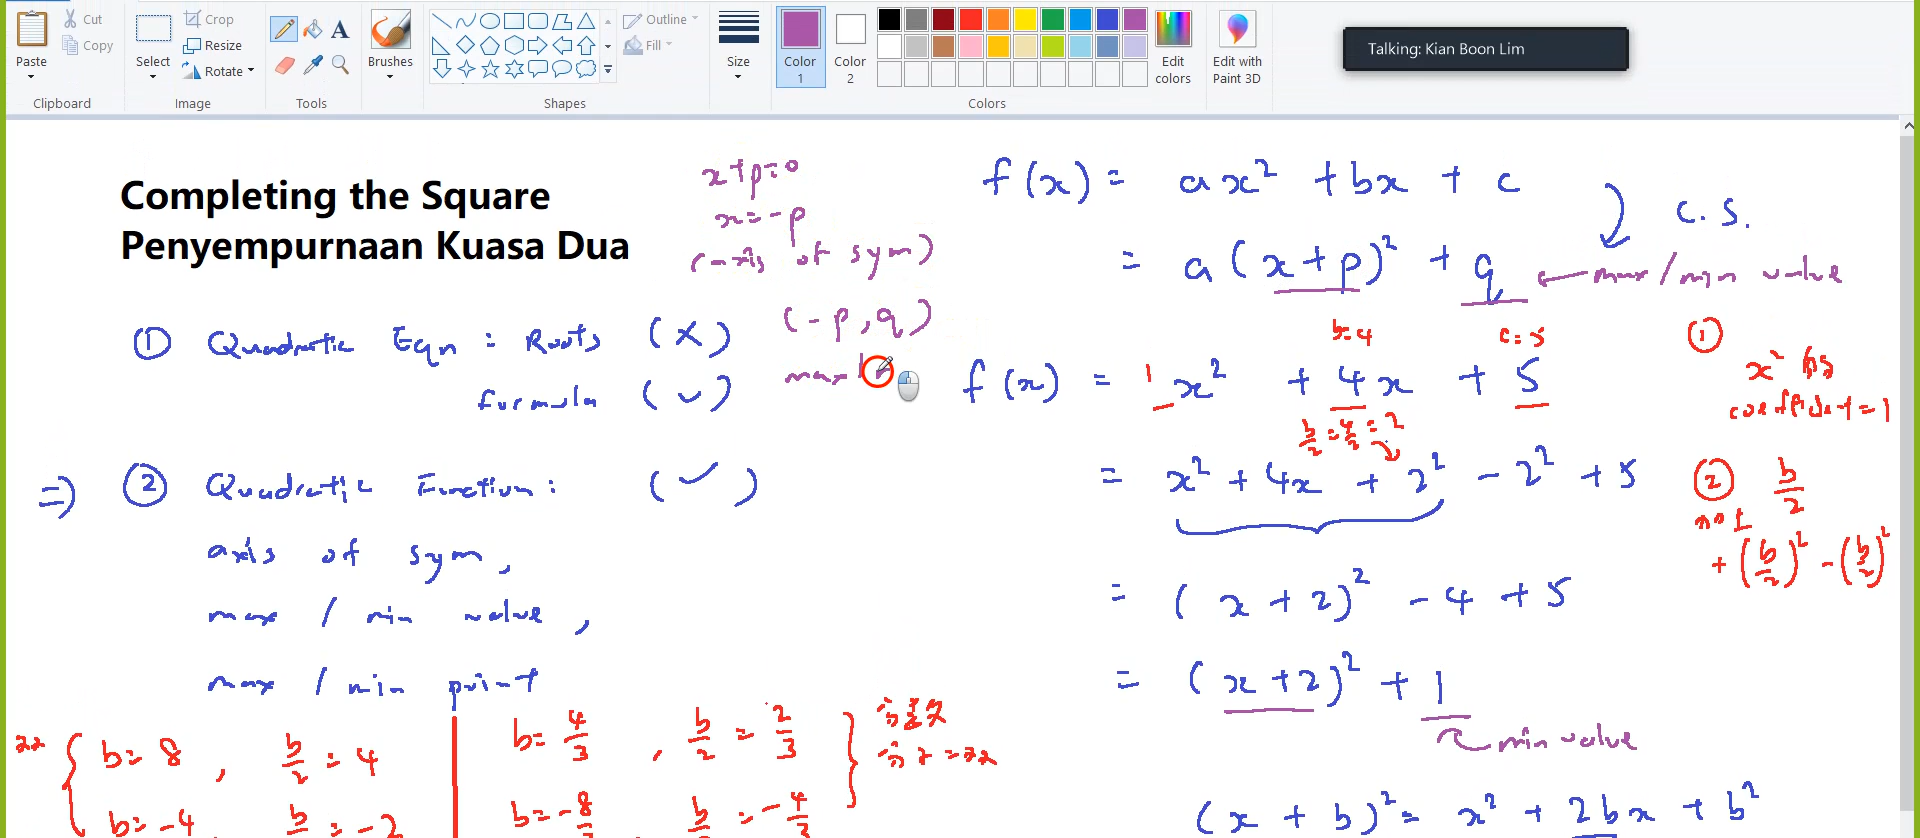 Cut
Copy
Paste
Clipboard
Crop
Resize
Rotate
Select
Image
A
Tools
Brushes
Outline
Fill
Shapes
Size
Color 1
Color 2
Edit colors
Edit with Paint 3D
Colors
Talking: Kian Boon Lim
Completing the Square
Penyempurnaan Kuasa Dua
x+p=0
x=-p
(axis of sym)
(-p, q)
max
f(x) = ax² + bx + c
C.S.
= a(x+p)² + q ← max/min value
① Quadratic Eqn : Roots (×)
formula (✓)
⇒ ② Quadratic Function : (✓)
axis of sym,
max / min value,
max / min point
b=4 c=5
f(x) = 1x² + 4x + 5
b/2 = 4/2 = 2
= x² + 4x + 2² - 2² + 5
= (x+2)² - 4 + 5
= (x+2)² + 1
min value
(x + b)² = x² + 2bx + b²
①
x²
coefficient = 1
② b/2
+(b/2)² - (b/2)²
b=8 , b/2 = 4
b=-4 b/2 = -2
b=4/3 , b/2 = 2/3
b=-8/3 b/2 = -4/3